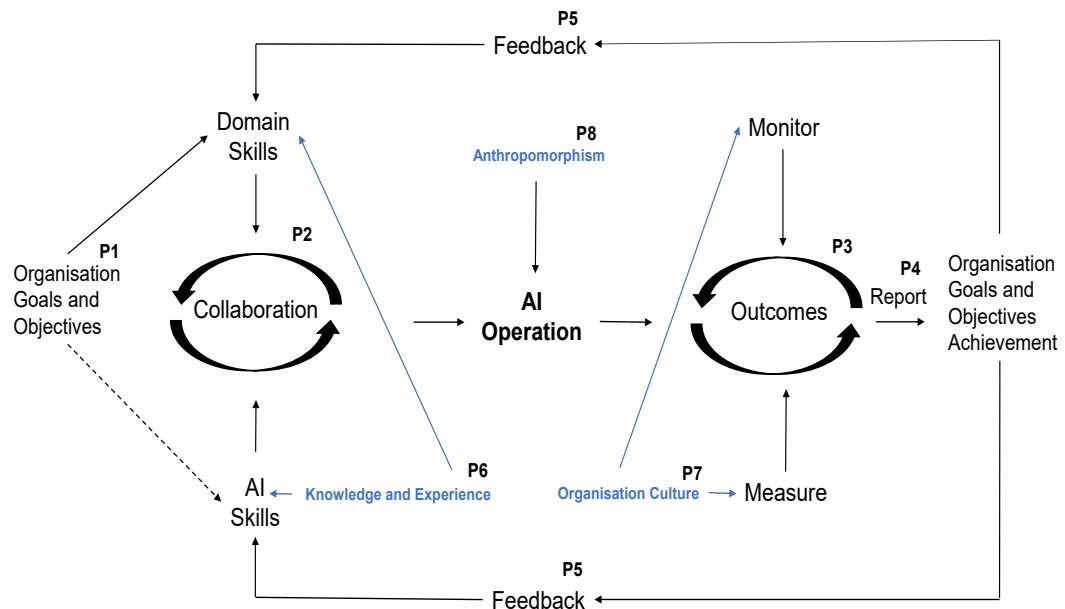 P5
Feedback
Domain
Skills
P8
Anthropomorphism
Monitor
P1
Organisation
Goals and
Objectives
P2
Collaboration
AI
Operation
P3
Outcomes
P4
Report
Organisation
Goals and
Objectives
Achievement
AI
Skills
P6
Knowledge and Experience
P7
Organisation Culture
Measure
P5
Feedback